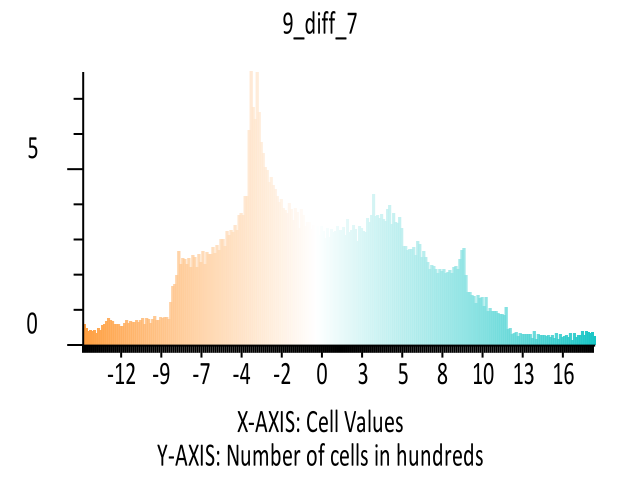 9_diff_7
5
0
-12 -9 -7 -4 -2 0 3 5 8 10 13 16
X-AXIS: Cell Values
Y-AXIS: Number of cells in hundreds